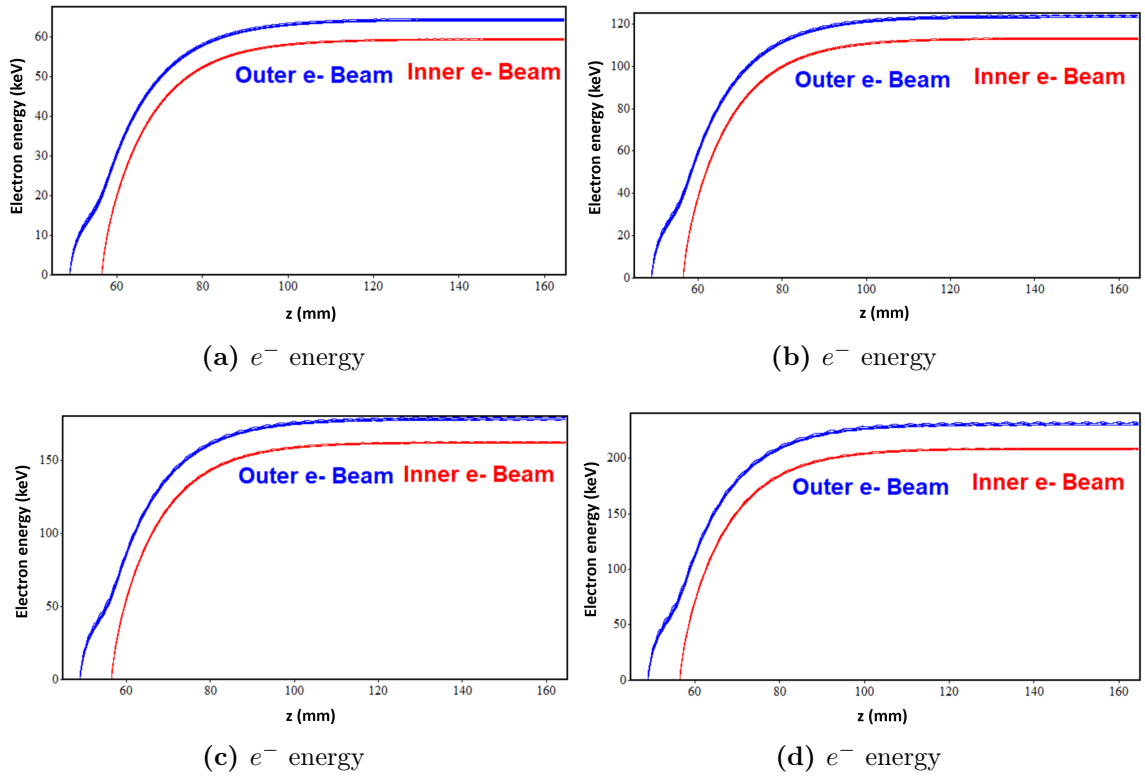 Electron energy (keV)
60
50
40
30
20
10
0
Outer e- Beam
Inner e- Beam
60
80
100
120
140
160
z (mm)
(a) e⁻ energy
Electron energy (keV)
120
100
80
60
40
20
0
Outer e- Beam
Inner e- Beam
60
80
100
120
140
160
z (mm)
(b) e⁻ energy
Electron energy (keV)
150
100
50
0
Outer e- Beam
Inner e- Beam
60
80
100
120
140
160
z (mm)
(c) e⁻ energy
Electron energy (keV)
200
150
100
50
0
Outer e- Beam
Inner e- Beam
60
80
100
120
140
160
z (mm)
(d) e⁻ energy